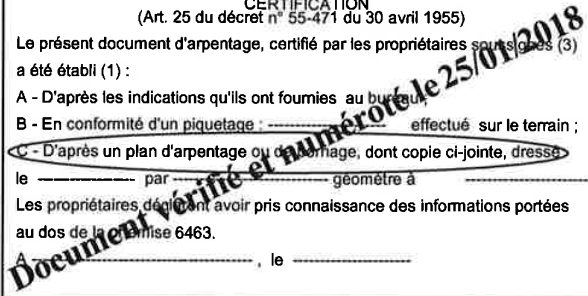 CERTIFICATION
(Art. 25 du décret n° 55-471 du 30 avril 1955)
Le présent document d'arpentage, certifié par les propriétaires soussignés (3)
a été établi (1) :
A - D'après les indications qu'ils ont fournies au bureau ;
B - En conformité d'un piquetage : ---------------------- effectué sur le terrain ;
C - D'après un plan d'arpentage ou de bornage, dont copie ci-jointe, dressé
le ----------------- par ---------------------- géomètre à ----------------------
Les propriétaires déclarent avoir pris connaissance des informations portées
au dos de la chemise 6463.
A ---------------------------------------- , le --------------------
Document vérifié et numéroté le 25/01/2018